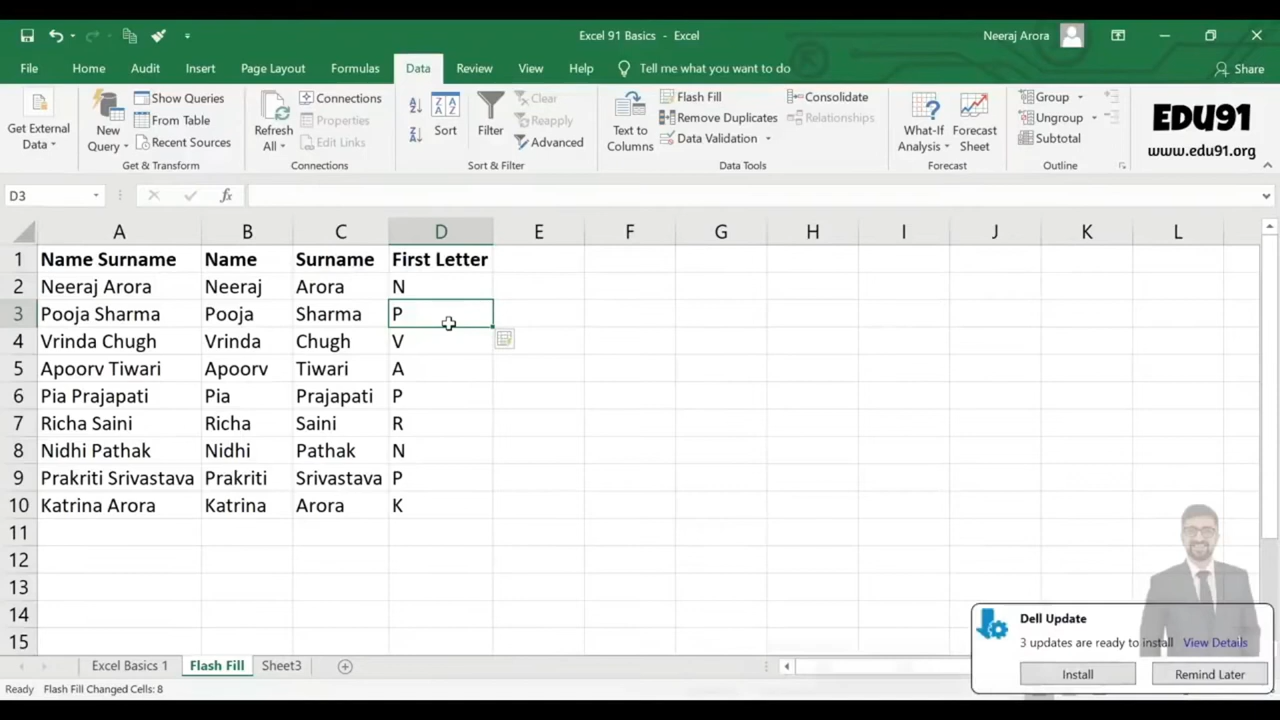 Excel 91 Basics - Excel
Neeraj Arora
File Home Audit Insert Page Layout Formulas Data Review View Help Tell me what you want to do Share
Get External Data
New Query
Show Queries
From Table
Recent Sources
Get & Transform
Refresh All
Connections
Properties
Edit Links
Connections
A Z
Z A
Sort
Filter
Clear
Reapply
Advanced
Sort & Filter
Text to Columns
Flash Fill
Remove Duplicates
Data Validation
Consolidate
Relationships
Data Tools
What-If Analysis
Forecast Sheet
Forecast
Group
Ungroup
Subtotal
Outline
EDU91
www.edu91.org
D3 fx
A B C D E F G H I J K L
1 Name Surname Name Surname First Letter
2 Neeraj Arora Neeraj Arora N
3 Pooja Sharma Pooja Sharma P
4 Vrinda Chugh Vrinda Chugh V
5 Apoorv Tiwari Apoorv Tiwari A
6 Pia Prajapati Pia Prajapati P
7 Richa Saini Richa Saini R
8 Nidhi Pathak Nidhi Pathak N
9 Prakriti Srivastava Prakriti Srivastava P
10 Katrina Arora Katrina Arora K
11
12
13
14
15
Dell Update
3 updates are ready to install View Details
Install Remind Later
Excel Basics 1 Flash Fill Sheet3
Ready Flash Fill Changed Cells: 8